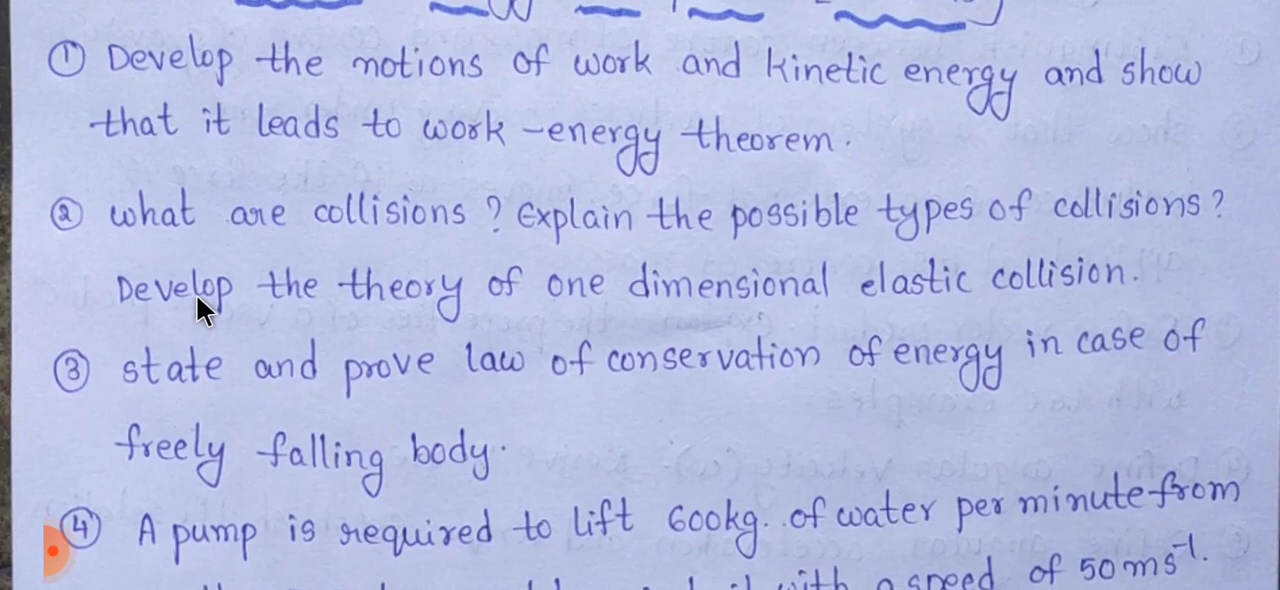 ① Develop the notions of work and kinetic energy and show
that it leads to work-energy theorem.
② what are collisions? Explain the possible types of collisions?
Develop the theory of one dimensional elastic collision.
③ state and prove law of conservation of energy in case of
freely falling body.
④ A pump is required to lift 600kg. of water per minute from
with a speed of 50ms⁻¹.